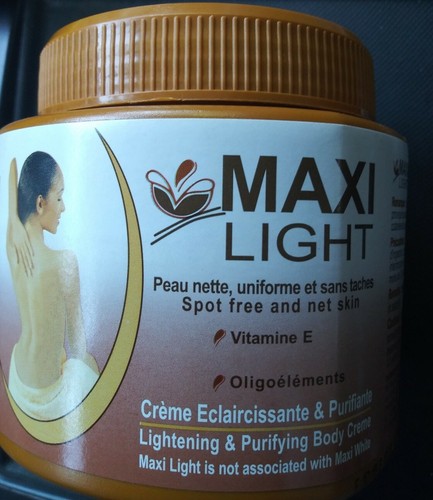 MAXI
LIGHT
Peau nette, uniforme et sans taches
Spot free and net skin
Vitamine E
Oligoéléments
Crème Eclaircissante & Purifiante
Lightening & Purifying Body Creme
Maxi Light is not associated with Maxi White